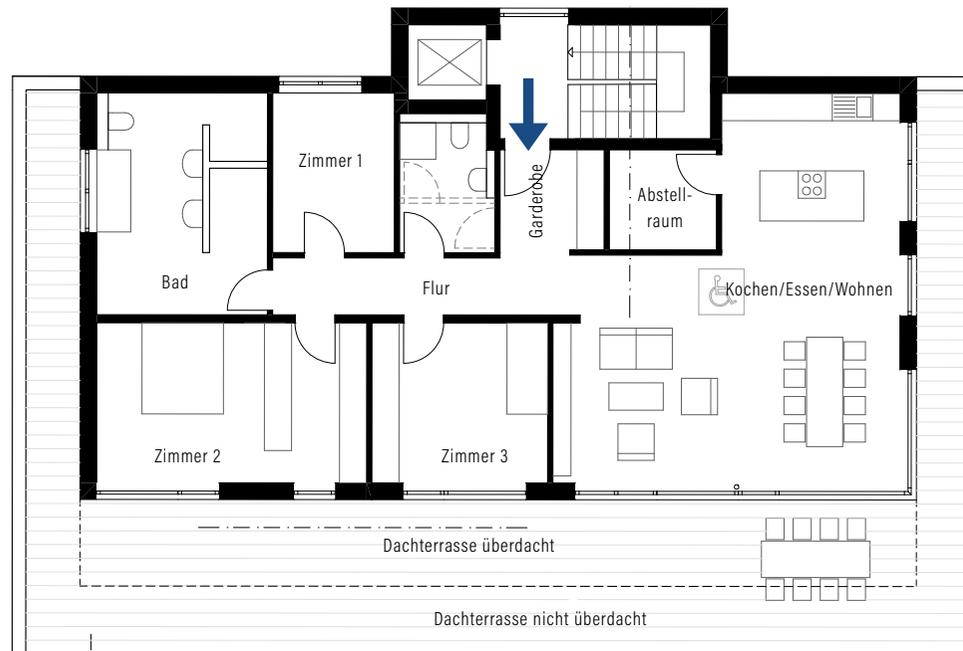 Zimmer 1
Garderobe
Abstell-
raum
Bad
Flur
Kochen/Essen/Wohnen
Zimmer 2
Zimmer 3
Dachterrasse überdacht
Dachterrasse nicht überdacht